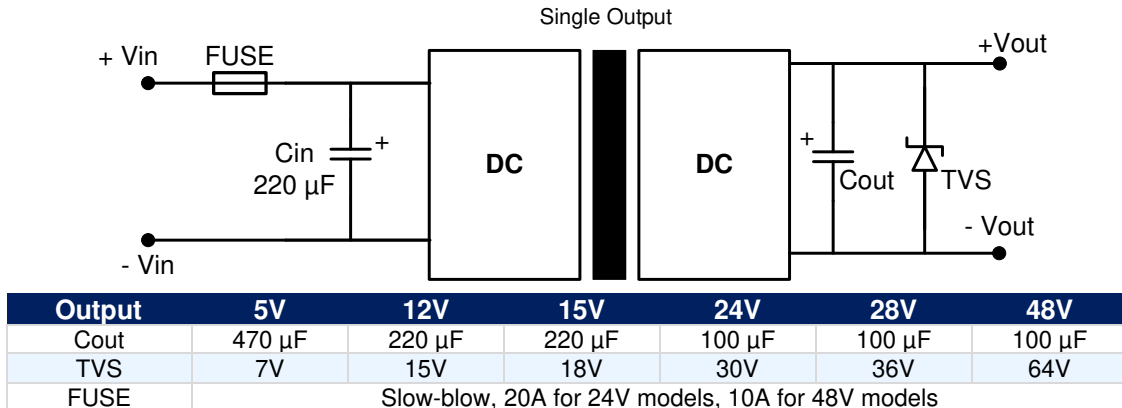 Single Output
+ Vin
FUSE
+Vout
Cin
220 µF
+
DC
DC
+
Cout
TVS
- Vin
- Vout
Output 5V 12V 15V 24V 28V 48V
Cout 470 µF 220 µF 220 µF 100 µF 100 µF 100 µF
TVS 7V 15V 18V 30V 36V 64V
FUSE Slow-blow, 20A for 24V models, 10A for 48V models